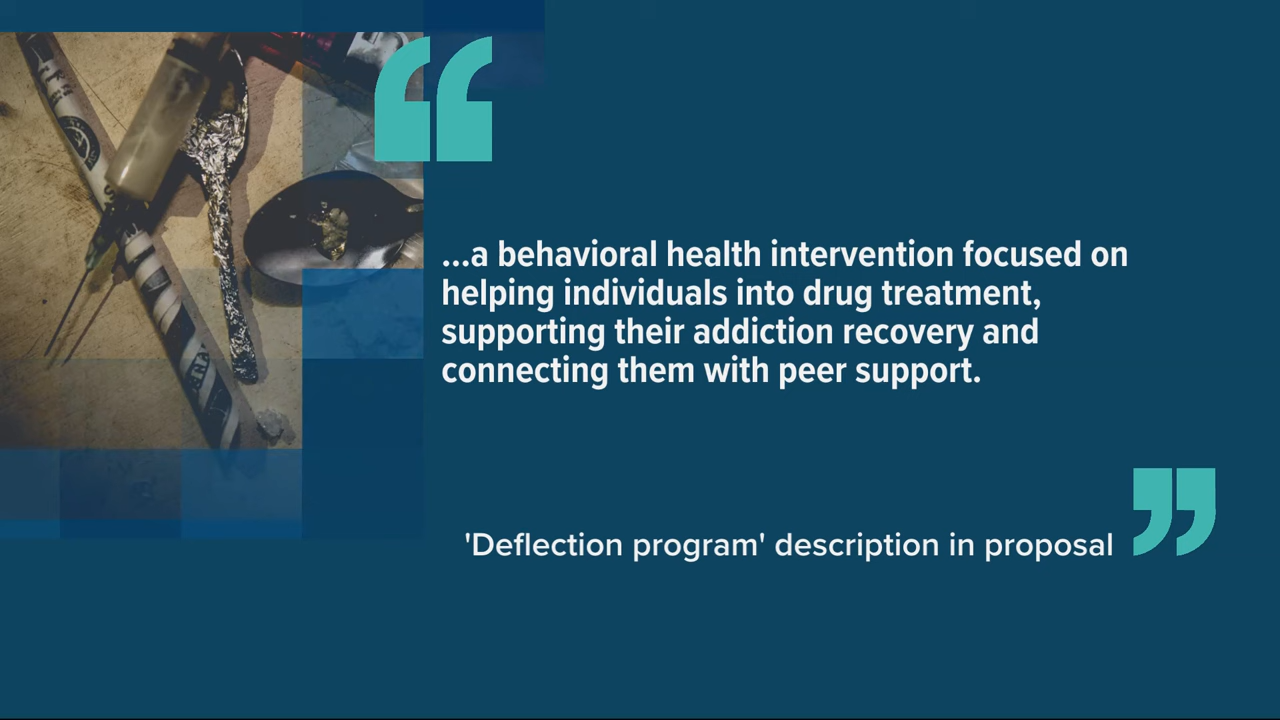 ...a behavioral health intervention focused on
helping individuals into drug treatment,
supporting their addiction recovery and
connecting them with peer support.
'Deflection program' description in proposal